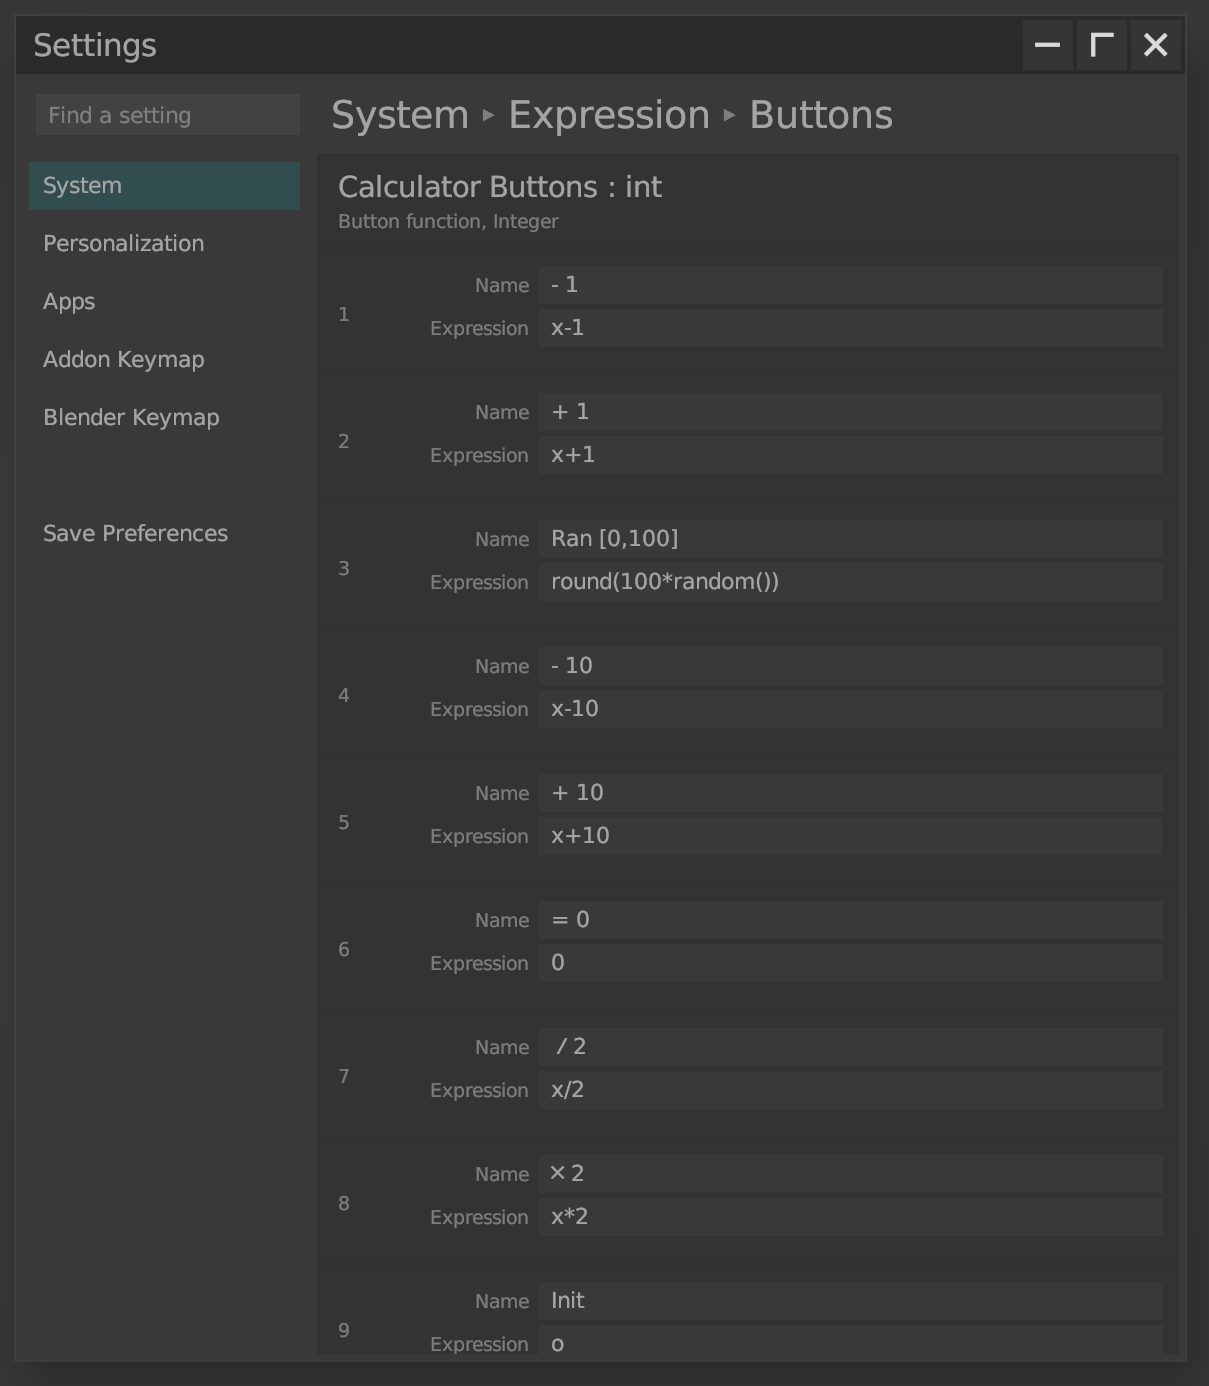 Settings
Find a setting
System ▸ Expression ▸ Buttons
System
Personalization
Apps
Addon Keymap
Blender Keymap
Save Preferences
Calculator Buttons : int
Button function, Integer
1
Name - 1
Expression x-1
2
Name + 1
Expression x+1
3
Name Ran [0,100]
Expression round(100*random())
4
Name - 10
Expression x-10
5
Name + 10
Expression x+10
6
Name = 0
Expression 0
7
Name / 2
Expression x/2
8
Name × 2
Expression x*2
9
Name Init
Expression o